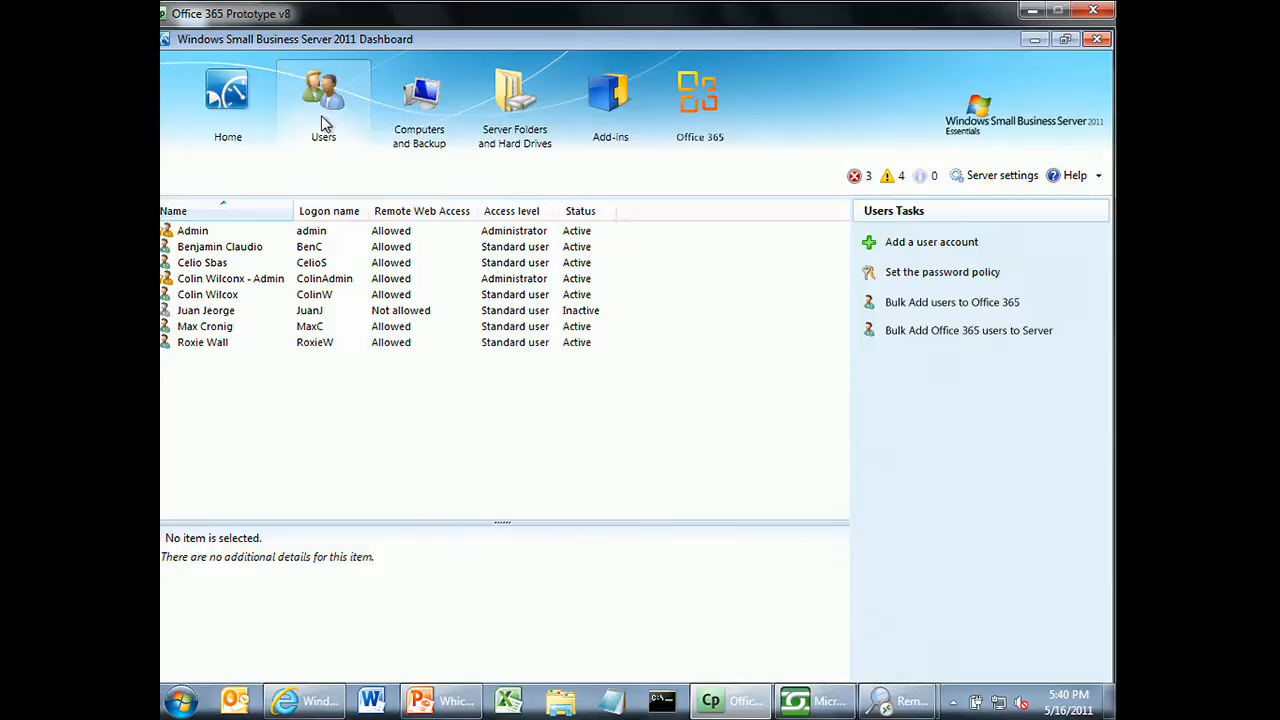 Office 365 Prototype v8
Windows Small Business Server 2011 Dashboard
Home
Users
Computers and Backup
Server Folders and Hard Drives
Add-ins
Office 365
Windows Small Business Server 2011
Essentials
3 4 0 Server settings Help
Name Logon name Remote Web Access Access level Status
Admin admin Allowed Administrator Active
Benjamin Claudio BenC Allowed Standard user Active
Celio Sbas CelioS Allowed Standard user Active
Colin Wilconx - Admin ColinAdmin Allowed Administrator Active
Colin Wilcox ColinW Allowed Standard user Active
Juan Jeorge JuanJ Not allowed Standard user Inactive
Max Cronig MaxC Allowed Standard user Active
Roxie Wall RoxieW Allowed Standard user Active
Users Tasks
Add a user account
Set the password policy
Bulk Add users to Office 365
Bulk Add Office 365 users to Server
No item is selected.
There are no additional details for this item.
Wind... Whic... Cp Offic... Micr... Rem...
5:40 PM
5/16/2011